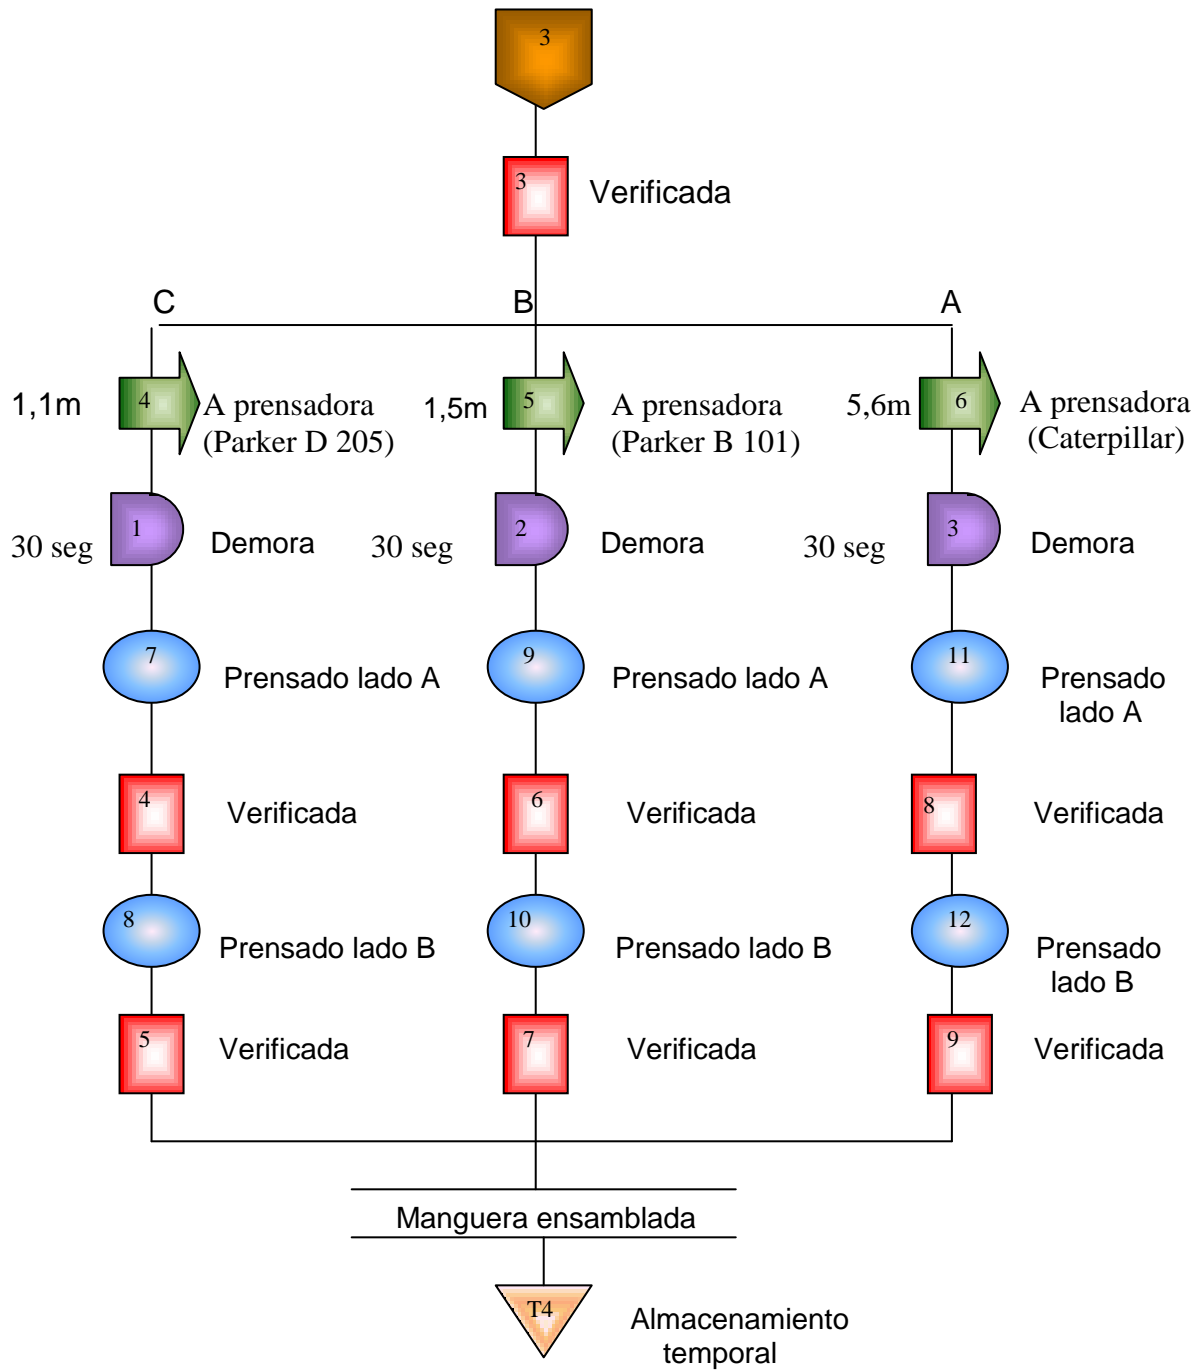 3
3 Verificada
C B A
1,1m 4 A prensadora 1,5m 5 A prensadora 5,6m 6 A prensadora
(Parker D 205) (Parker B 101) (Caterpillar)
30 seg 1 Demora 30 seg 2 Demora 30 seg 3 Demora
7 Prensado lado A 9 Prensado lado A 11 Prensado
lado A
4 Verificada 6 Verificada 8 Verificada
8 Prensado lado B 10 Prensado lado B 12 Prensado
lado B
5 Verificada 7 Verificada 9 Verificada
Manguera ensamblada
T4 Almacenamiento
temporal